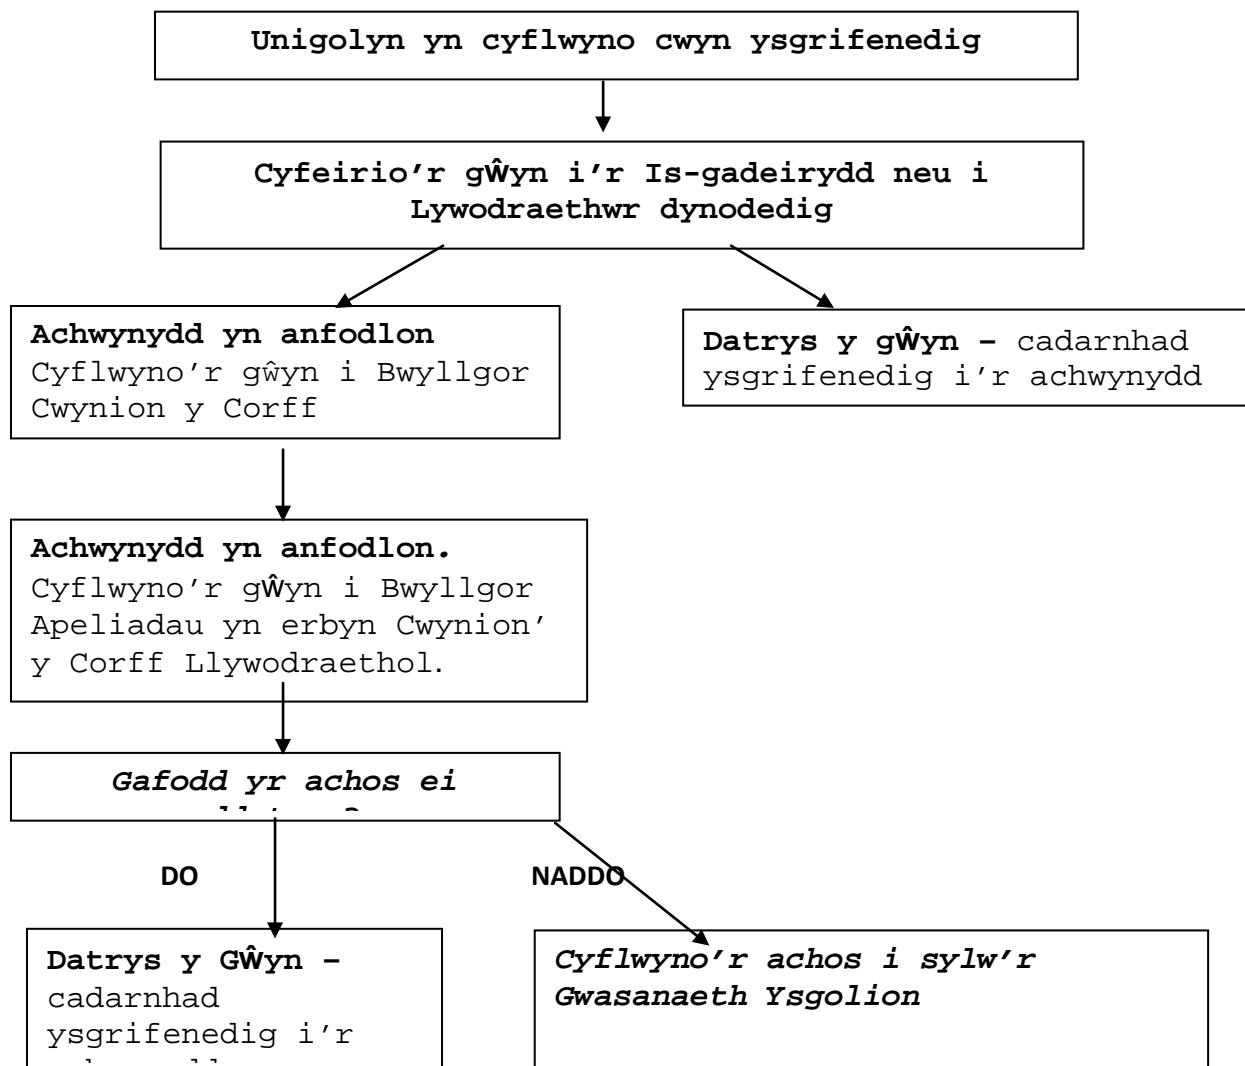 Unigolyn yn cyflwyno cwyn ysgrifenedig
Cyfeirio’r gŴyn i’r Is-gadeirydd neu i
Lywodraethwr dynodedig
Achwynydd yn anfodlon
Cyflwyno’r gŵyn i Bwyllgor
Cwynion y Corff
Datrys y gŴyn – cadarnhad
ysgrifenedig i’r achwynydd
Achwynydd yn anfodlon.
Cyflwyno’r gŴyn i Bwyllgor
Apeliadau yn erbyn Cwynion’
y Corff Llywodraethol.
Gafodd yr achos ei
DO
NADDO
Datrys y GŴyn –
cadarnhad
ysgrifenedig i’r
Cyflwyno’r achos i sylw’r
Gwasanaeth Ysgolion